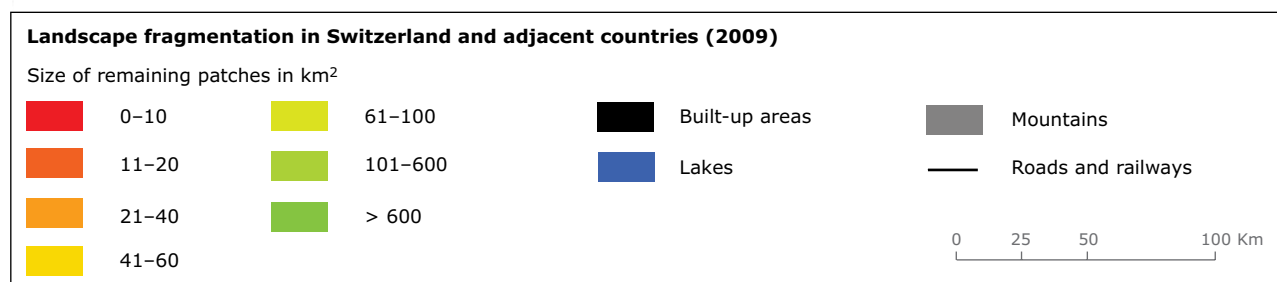 Landscape fragmentation in Switzerland and adjacent countries (2009)
Size of remaining patches in km²
0–10
11–20
21–40
41–60
61–100
101–600
> 600
Built-up areas
Lakes
Mountains
Roads and railways
0 25 50 100 Km